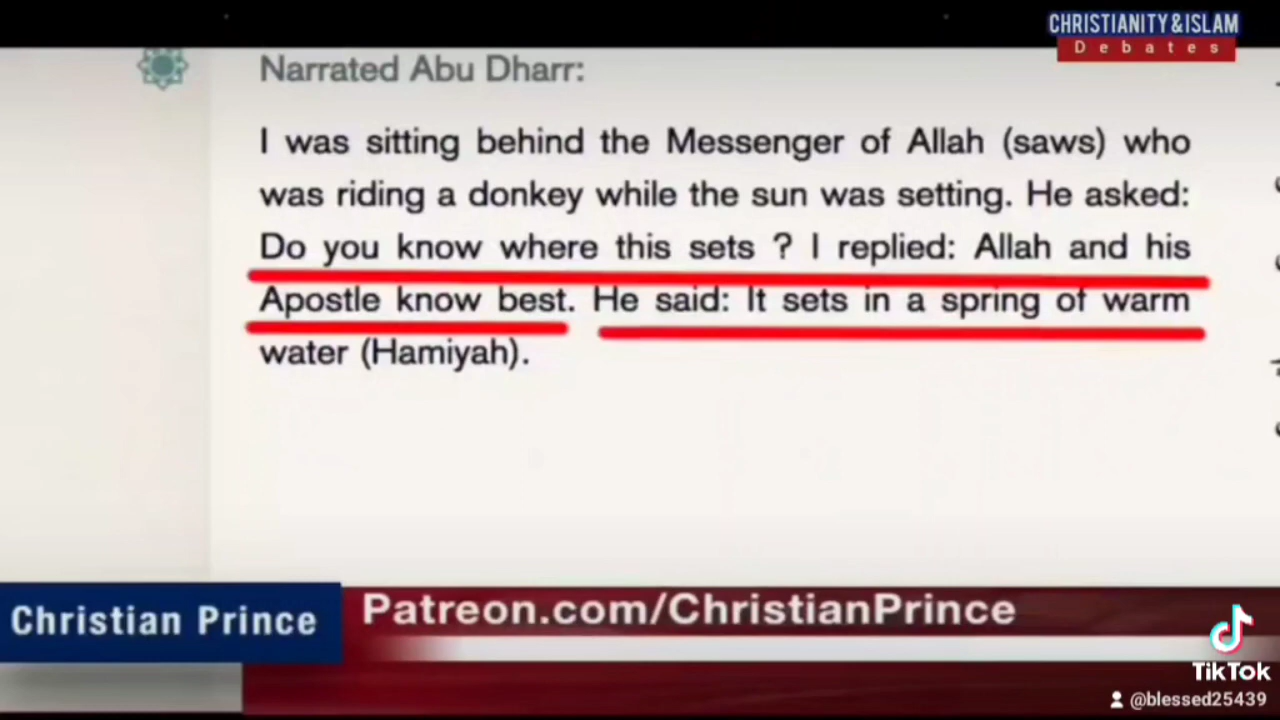 CHRISTIANITY & ISLAM
Debates
Narrated Abu Dharr:
I was sitting behind the Messenger of Allah (saws) who
was riding a donkey while the sun was setting. He asked:
Do you know where this sets ? I replied: Allah and his
Apostle know best. He said: It sets in a spring of warm
water (Hamiyah).
Christian Prince
Patreon.com/ChristianPrince
TikTok
@blessed25439